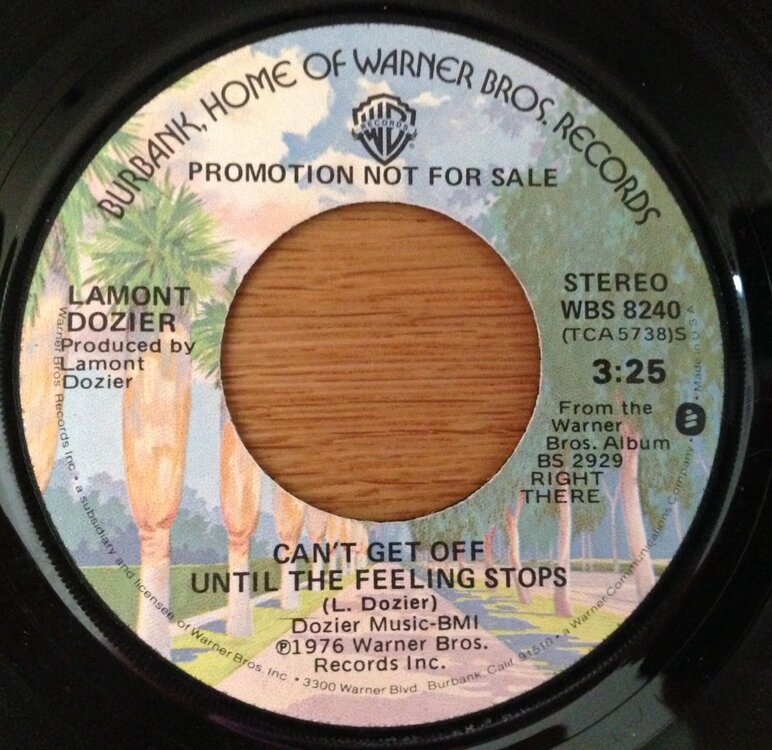 BURBANK, HOME OF WARNER BROS. RECORDS
RECORDS
PROMOTION NOT FOR SALE
LAMONT
DOZIER
Produced by
Lamont
Dozier
STEREO
WBS 8240
(TCA 5738)S
3:25
From the
Warner
Bros. Album
BS 2929
RIGHT
THERE
CAN'T GET OFF
UNTIL THE FEELING STOPS
(L. Dozier)
Dozier Music-BMI
℗1976 Warner Bros.
Records Inc.
Warner Bros. Records Inc. • a subsidiary and licensee of Warner Bros. Inc. • 3300 Warner Blvd., Burbank, Calif. 91510 • a Warner Communications Company • Made in U.S.A.